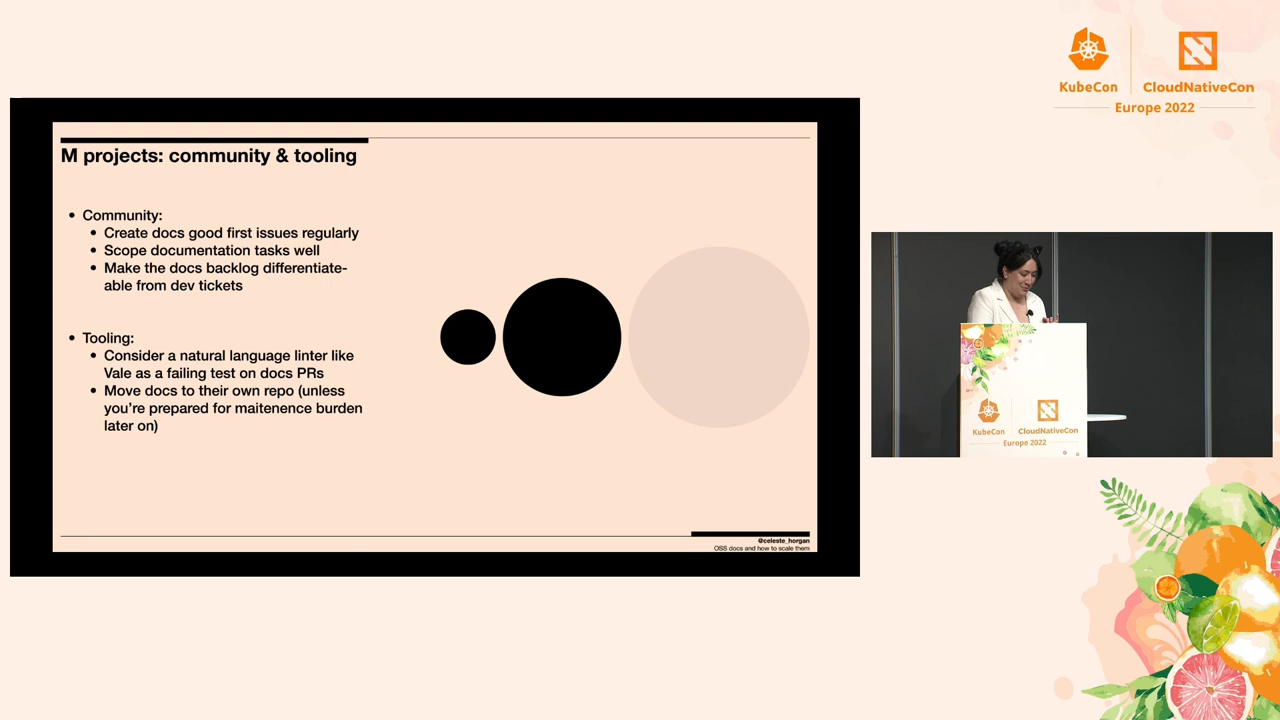 KubeCon
CloudNativeCon
Europe 2022
M projects: community & tooling
• Community:
• Create docs good first issues regularly
• Scope documentation tasks well
• Make the docs backlog differentiate-
able from dev tickets
• Tooling:
• Consider a natural language linter like
Vale as a failing test on docs PRs
• Move docs to their own repo (unless
you're prepared for maitenence burden
later on)
@celeste_horgan
OSS docs and how to scale them
KubeCon
CloudNativeCon
Europe 2022